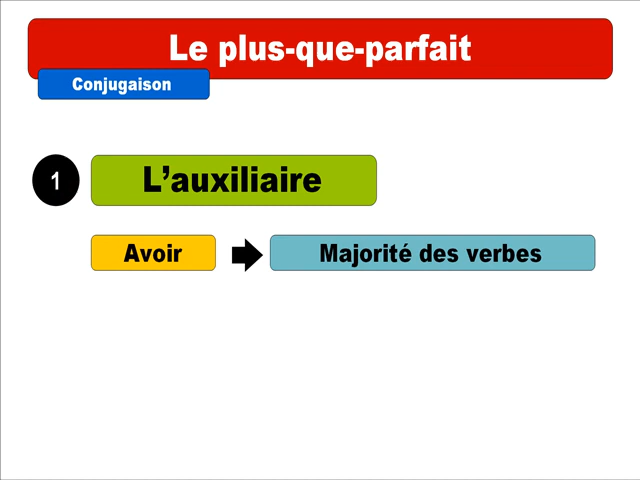 Le plus-que-parfait
Conjugaison
1
L'auxiliaire
Avoir
Majorité des verbes